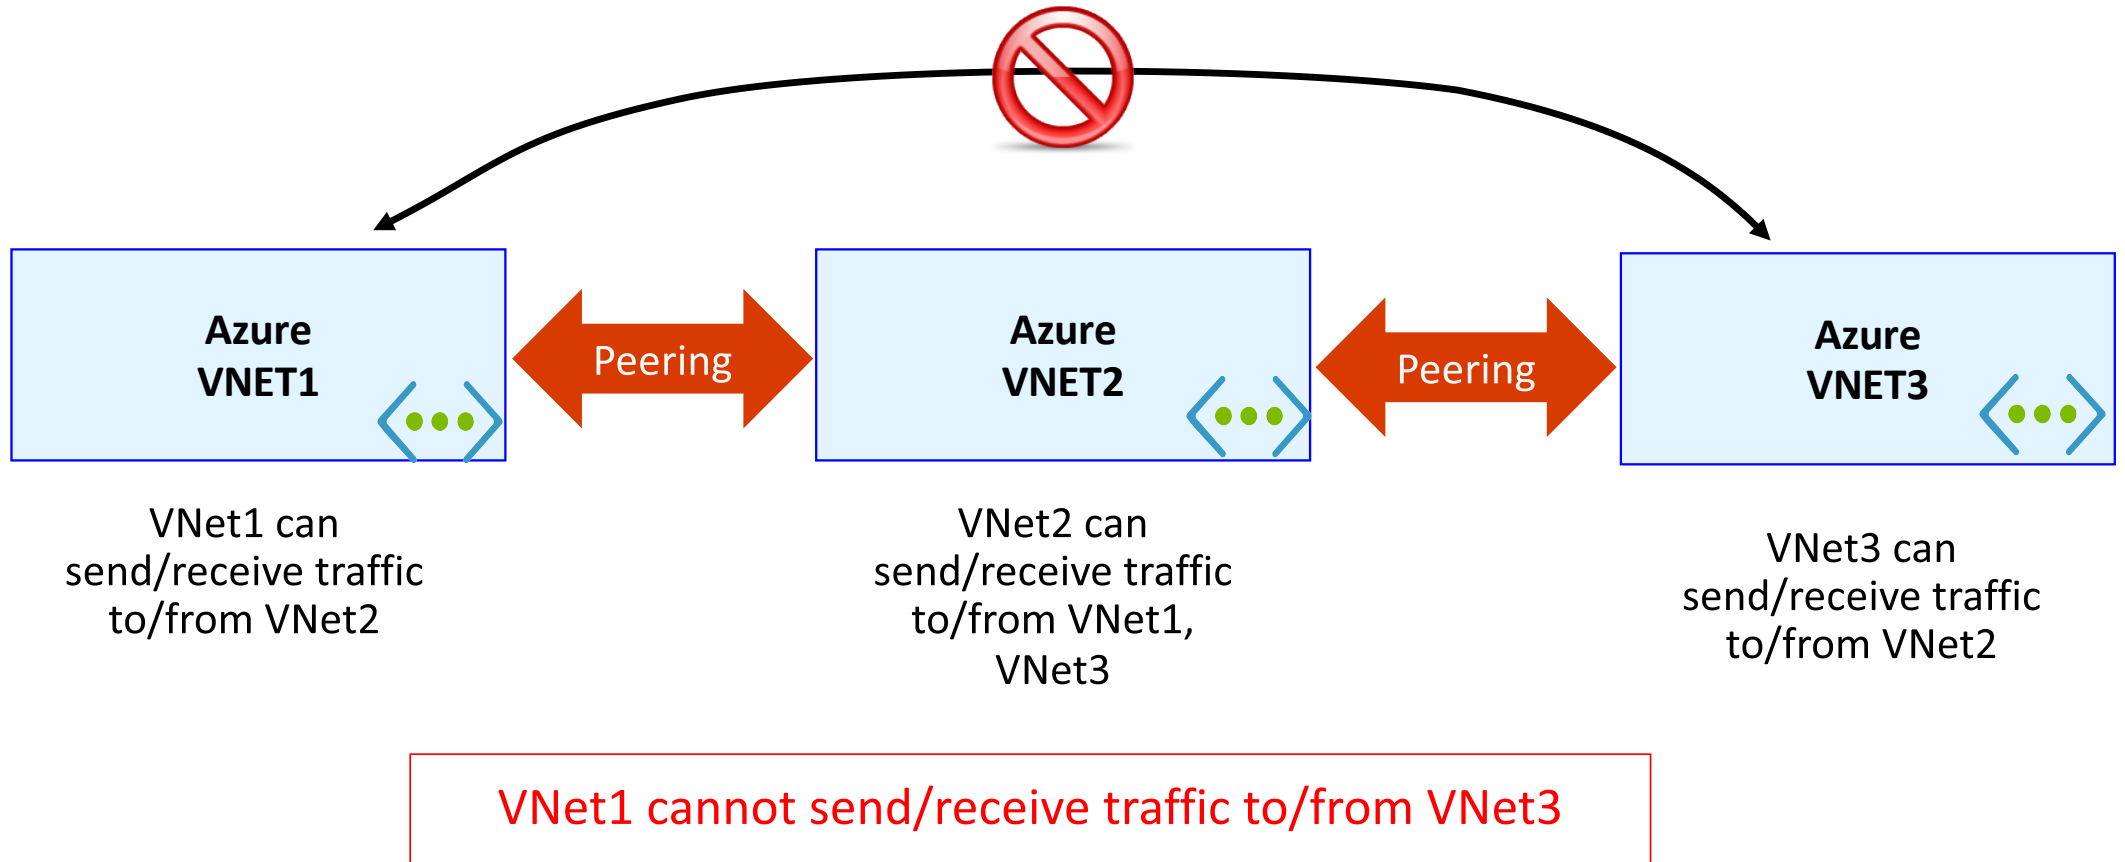 Azure
VNET1
Peering
Azure
VNET2
Peering
Azure
VNET3
VNet1 can
send/receive traffic
to/from VNet2
VNet2 can
send/receive traffic
to/from VNet1,
VNet3
VNet3 can
send/receive traffic
to/from VNet2
VNet1 cannot send/receive traffic to/from VNet3